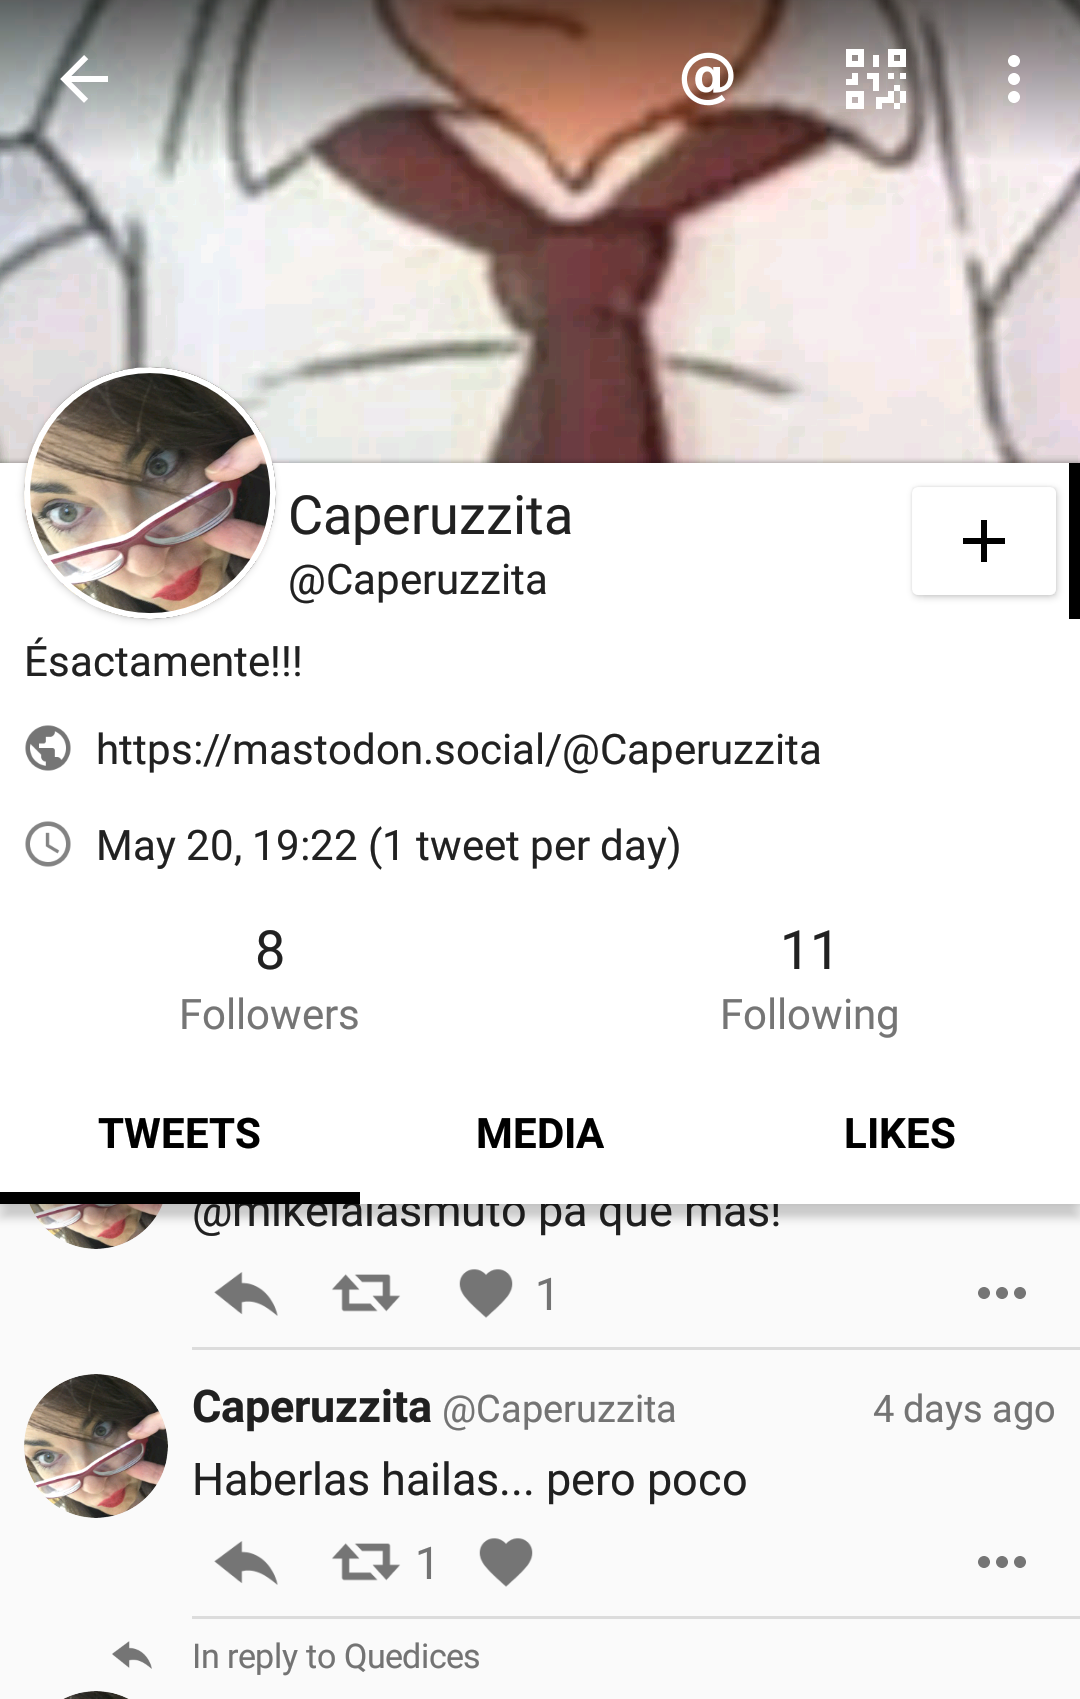 @
Caperuzzita
@Caperuzzita
Ésactamente!!!
https://mastodon.social/@Caperuzzita
May 20, 19:22 (1 tweet per day)
8 11
Followers Following
TWEETS MEDIA LIKES
@mikelalasmuto pa que mas!
1
Caperuzzita @Caperuzzita 4 days ago
Haberlas hailas... pero poco
1
In reply to Quedices